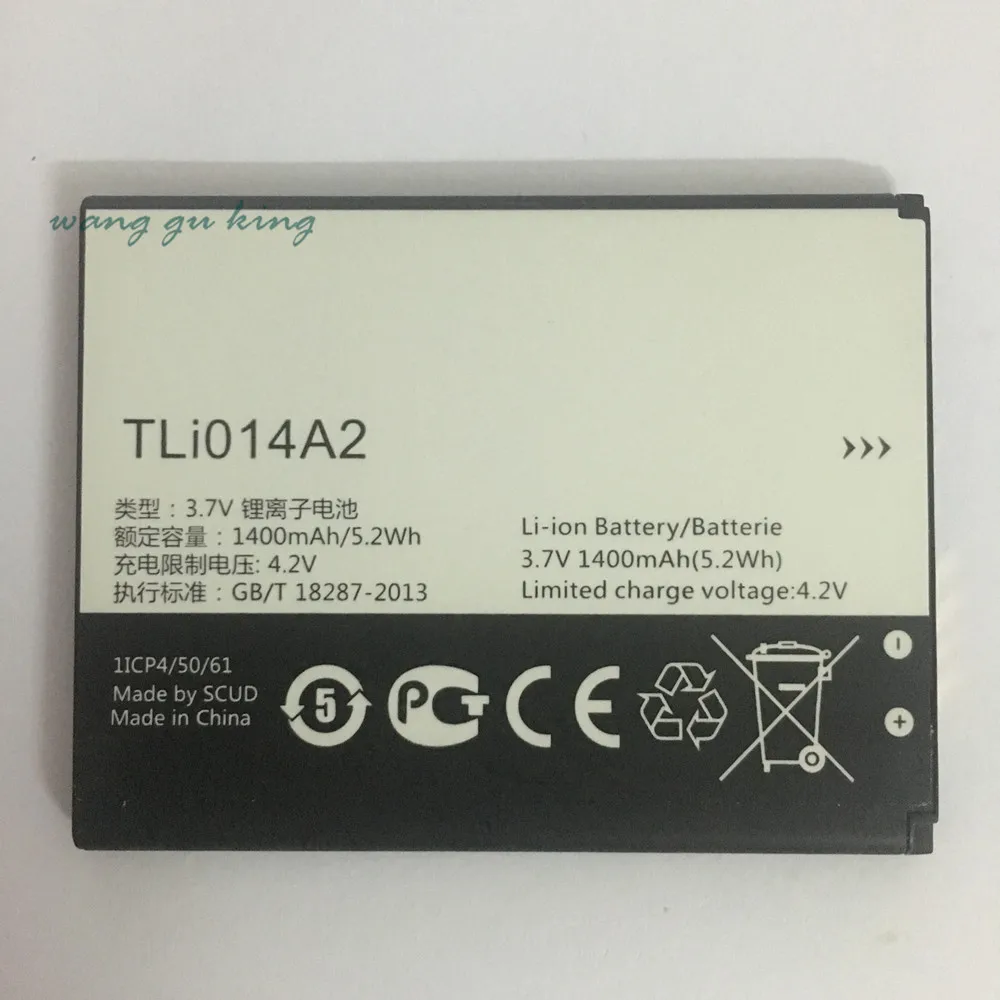 wang gu king
TLi014A2
>>>
类型：3.7V 锂离子电池
额定容量：1400mAh/5.2Wh
充电限制电压: 4.2V
执行标准：GB/T 18287-2013
Li-ion Battery/Batterie
3.7V 1400mAh(5.2Wh)
Limited charge voltage:4.2V
1ICP4/50/61
Made by SCUD
Made in China
5
PCT
CE
-
+